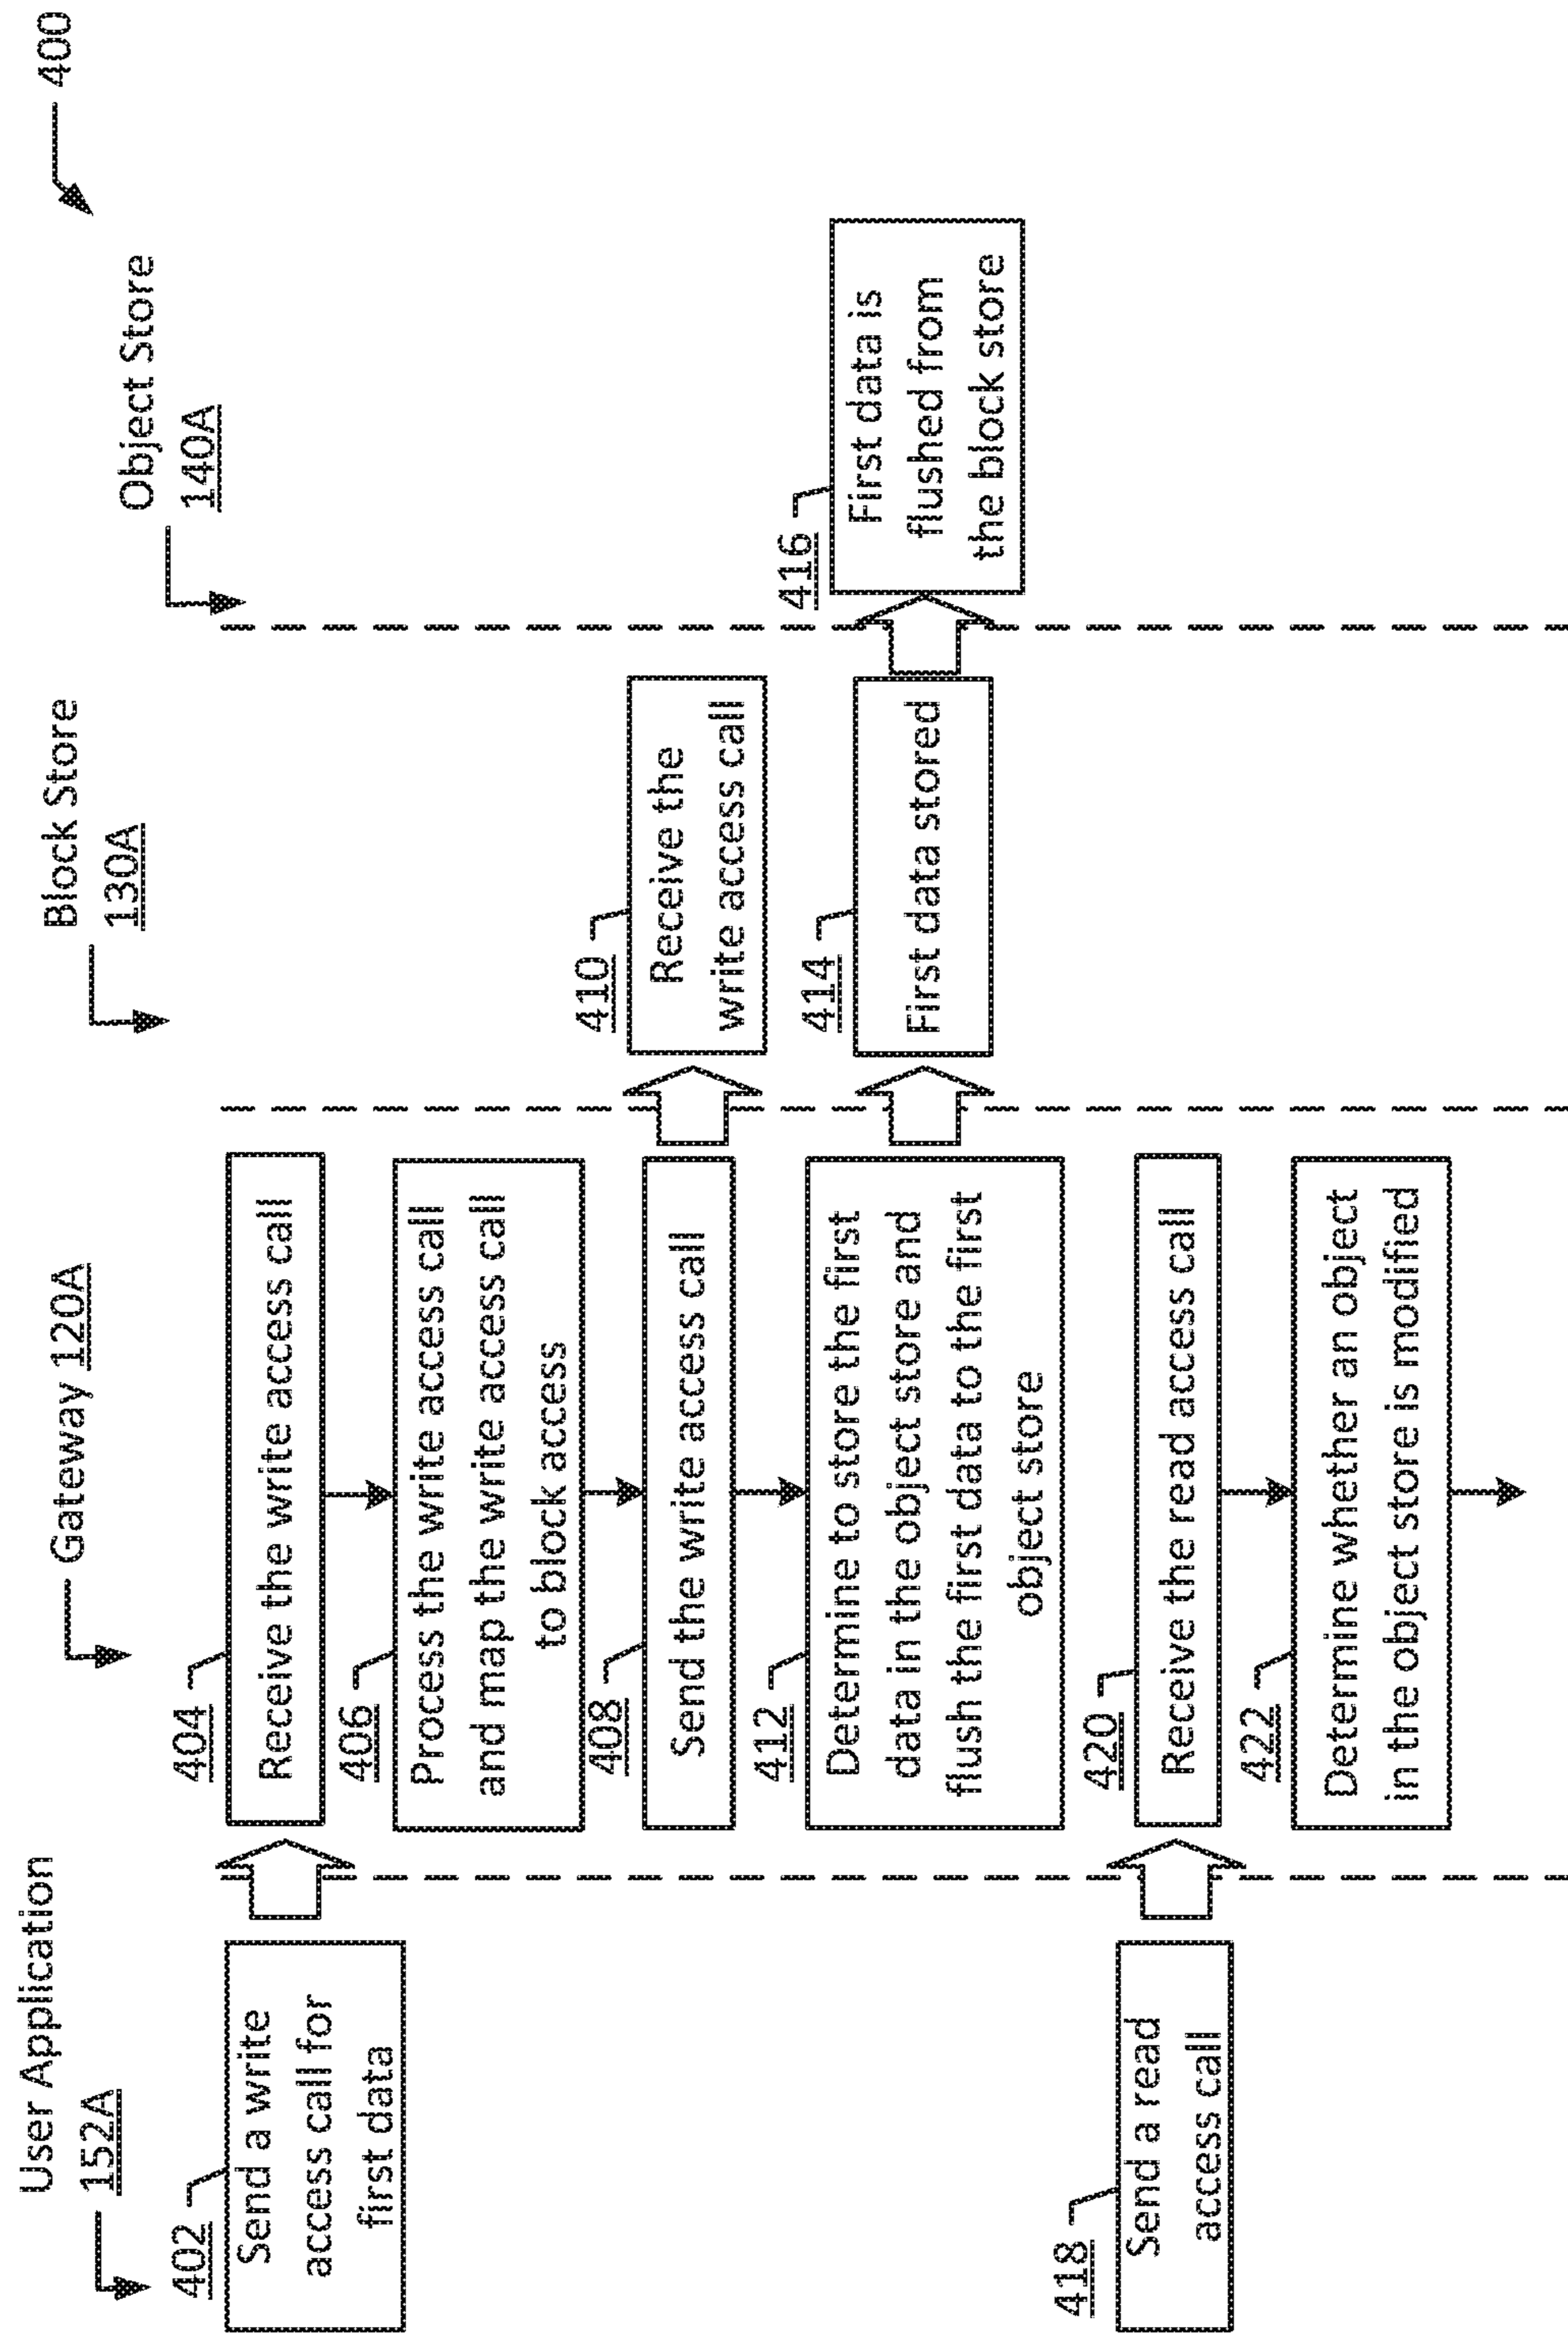 400
User Application
152A
Gateway 120A
Block Store
130A
Object Store
140A
402
Send a write
access call for
first data
404
Receive the write access call
406
Process the write access call
and map the write access call
to block access
408
Send the write access call
410
Receive the
write access call
412
Determine to store the first
data in the object store and
flush the first data to the first
object store
414
First data stored
416
First data is
flushed from
the block store
418
Send a read
access call
420
Receive the read access call
422
Determine whether an object
in the object store is modified